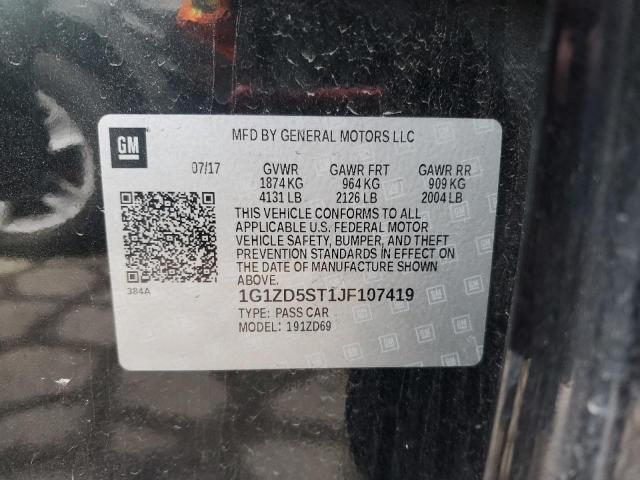 GM
MFD BY GENERAL MOTORS LLC
07/17 GVWR GAWR FRT GAWR RR
1874 KG 964 KG 909 KG
4131 LB 2126 LB 2004 LB
THIS VEHICLE CONFORMS TO ALL
APPLICABLE U.S. FEDERAL MOTOR
VEHICLE SAFETY, BUMPER, AND THEFT
PREVENTION STANDARDS IN EFFECT ON
THE DATE OF MANUFACTURE SHOWN
ABOVE.
384A
1G1ZD5ST1JF107419
TYPE: PASS CAR
MODEL: 191ZD69